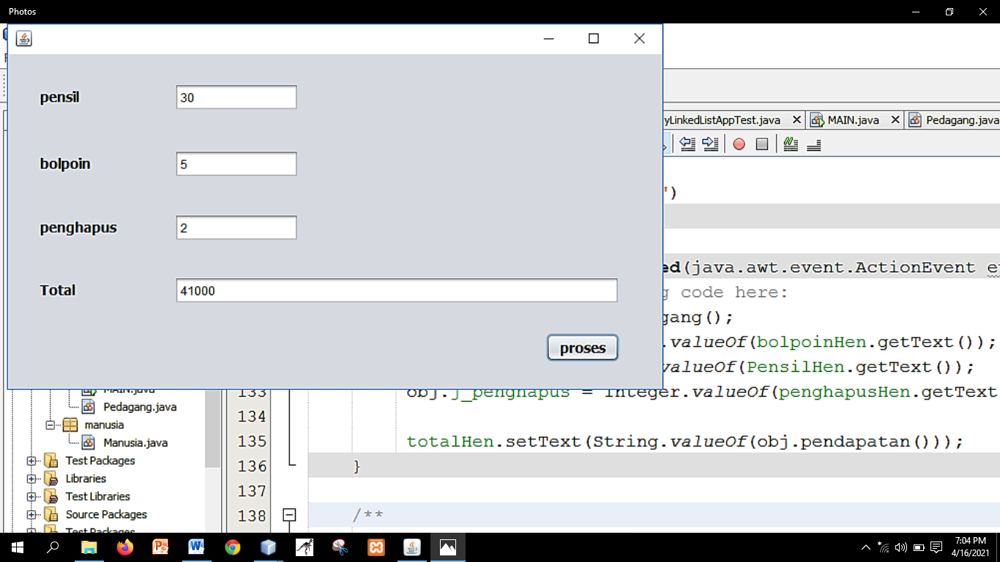 Photos
pensil 30
bolpoin 5
penghapus 2
Total 41000
proses
yLinkedListAppTest.java MAIN.java Pedagang.java
')
ed(java.awt.event.ActionEvent
code here:
gang();
.valueOf(bolpoinHen.getText());
valueOf(PensilHen.getText());
133 obj.j_penghapus = Integer.valueOf(penghapusHen.getText
134
135 totalHen.setText(String.valueOf(obj.pendapatan()));
136 }
137
138 /**
MAIN.java
Pedagang.java
manusia
Manusia.java
Test Packages
Libraries
Test Libraries
Source Packages
Test Packages
7:04 PM
4/16/2021